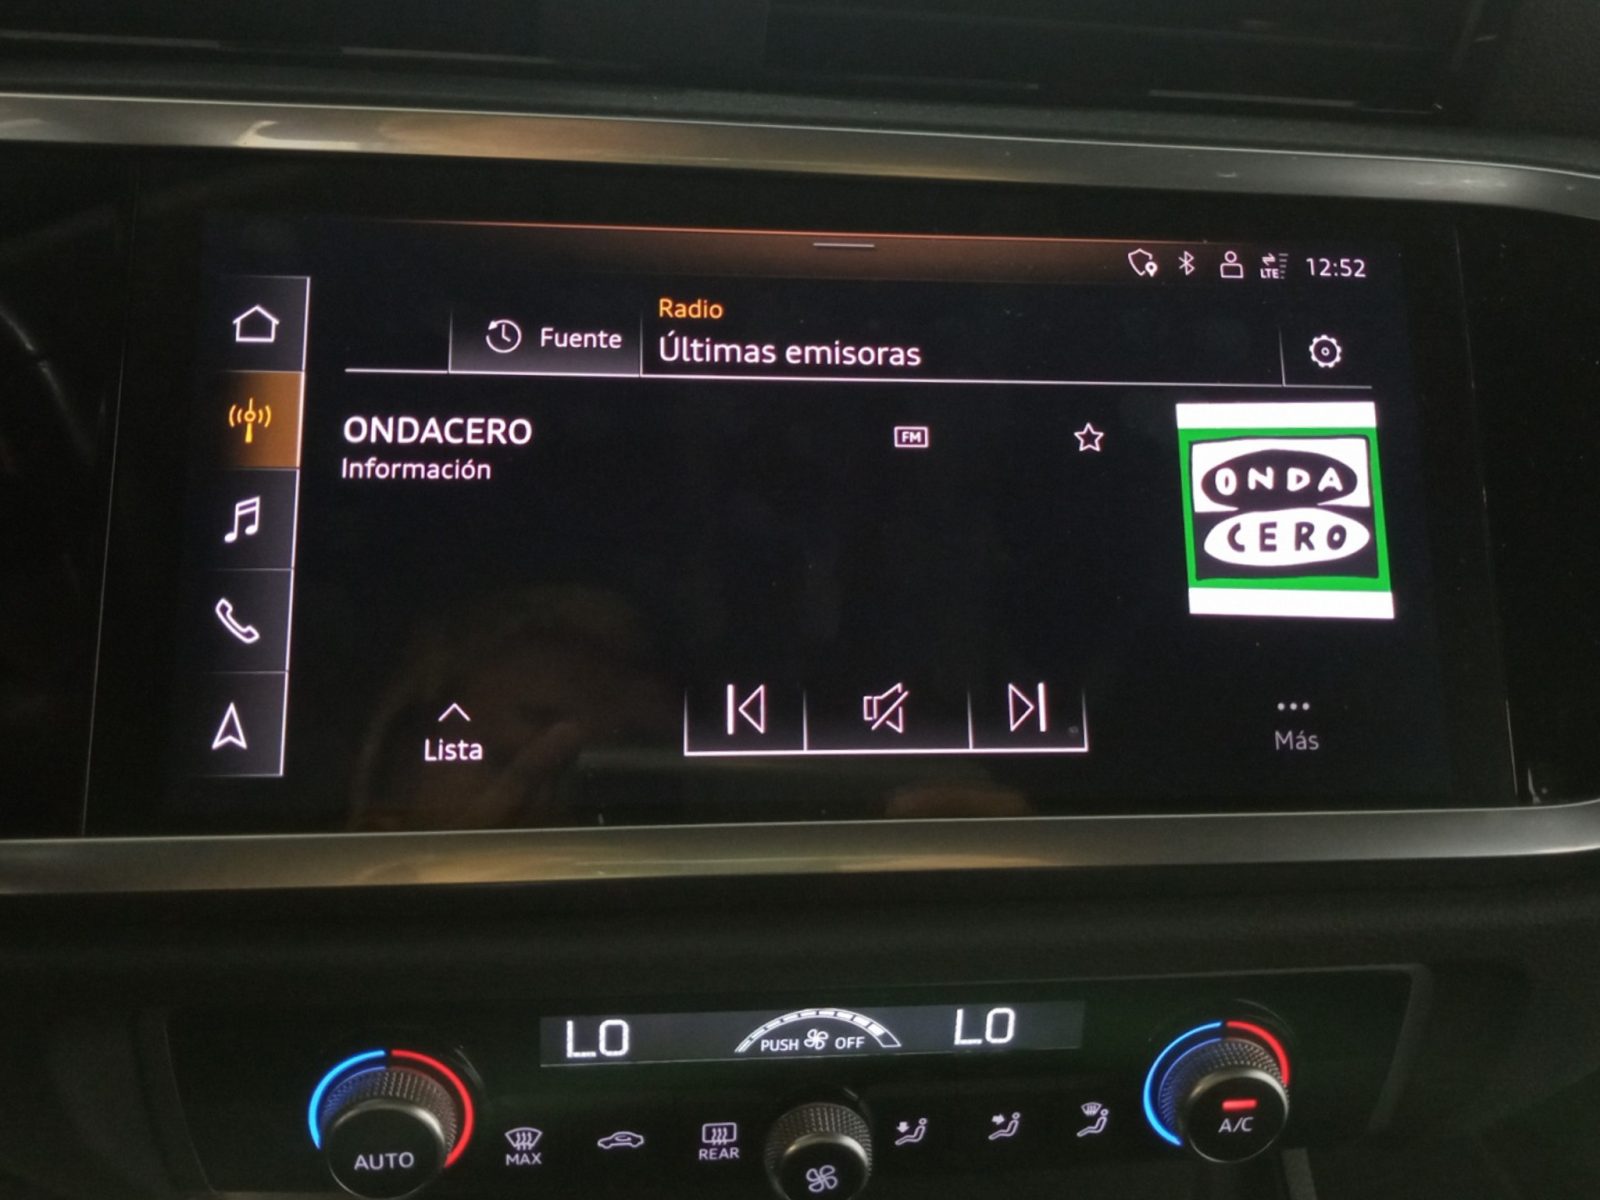 LTE 12:52
Radio
Fuente
Últimas emisoras
ONDACERO
FM
Información
ONDA
CERO
Lista
Más
LO
PUSH OFF
LO
AUTO
MAX
REAR
A/C